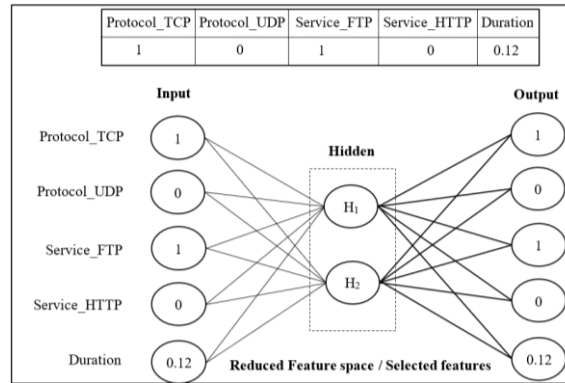 Protocol_TCP Protocol_UDP Service_FTP Service_HTTP Duration
1 0 1 0 0.12
Input Output
Protocol_TCP 1 1
Hidden
Protocol_UDP 0 0
H1
Service_FTP 1 1
H2
Service_HTTP 0 0
Duration 0.12 0.12
Reduced Feature space / Selected features